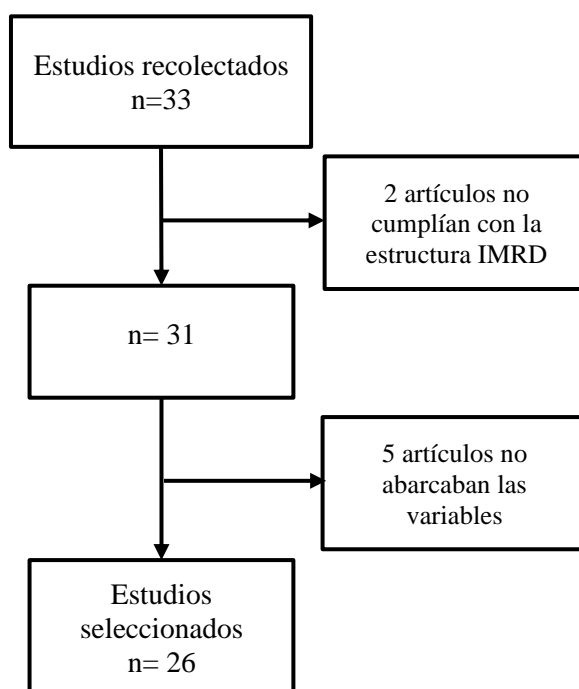 Estudios recolectados
n=33
2 artículos no
cumplían con la
estructura IMRD
n= 31
5 artículos no
abarcaban las
variables
Estudios
seleccionados
n= 26